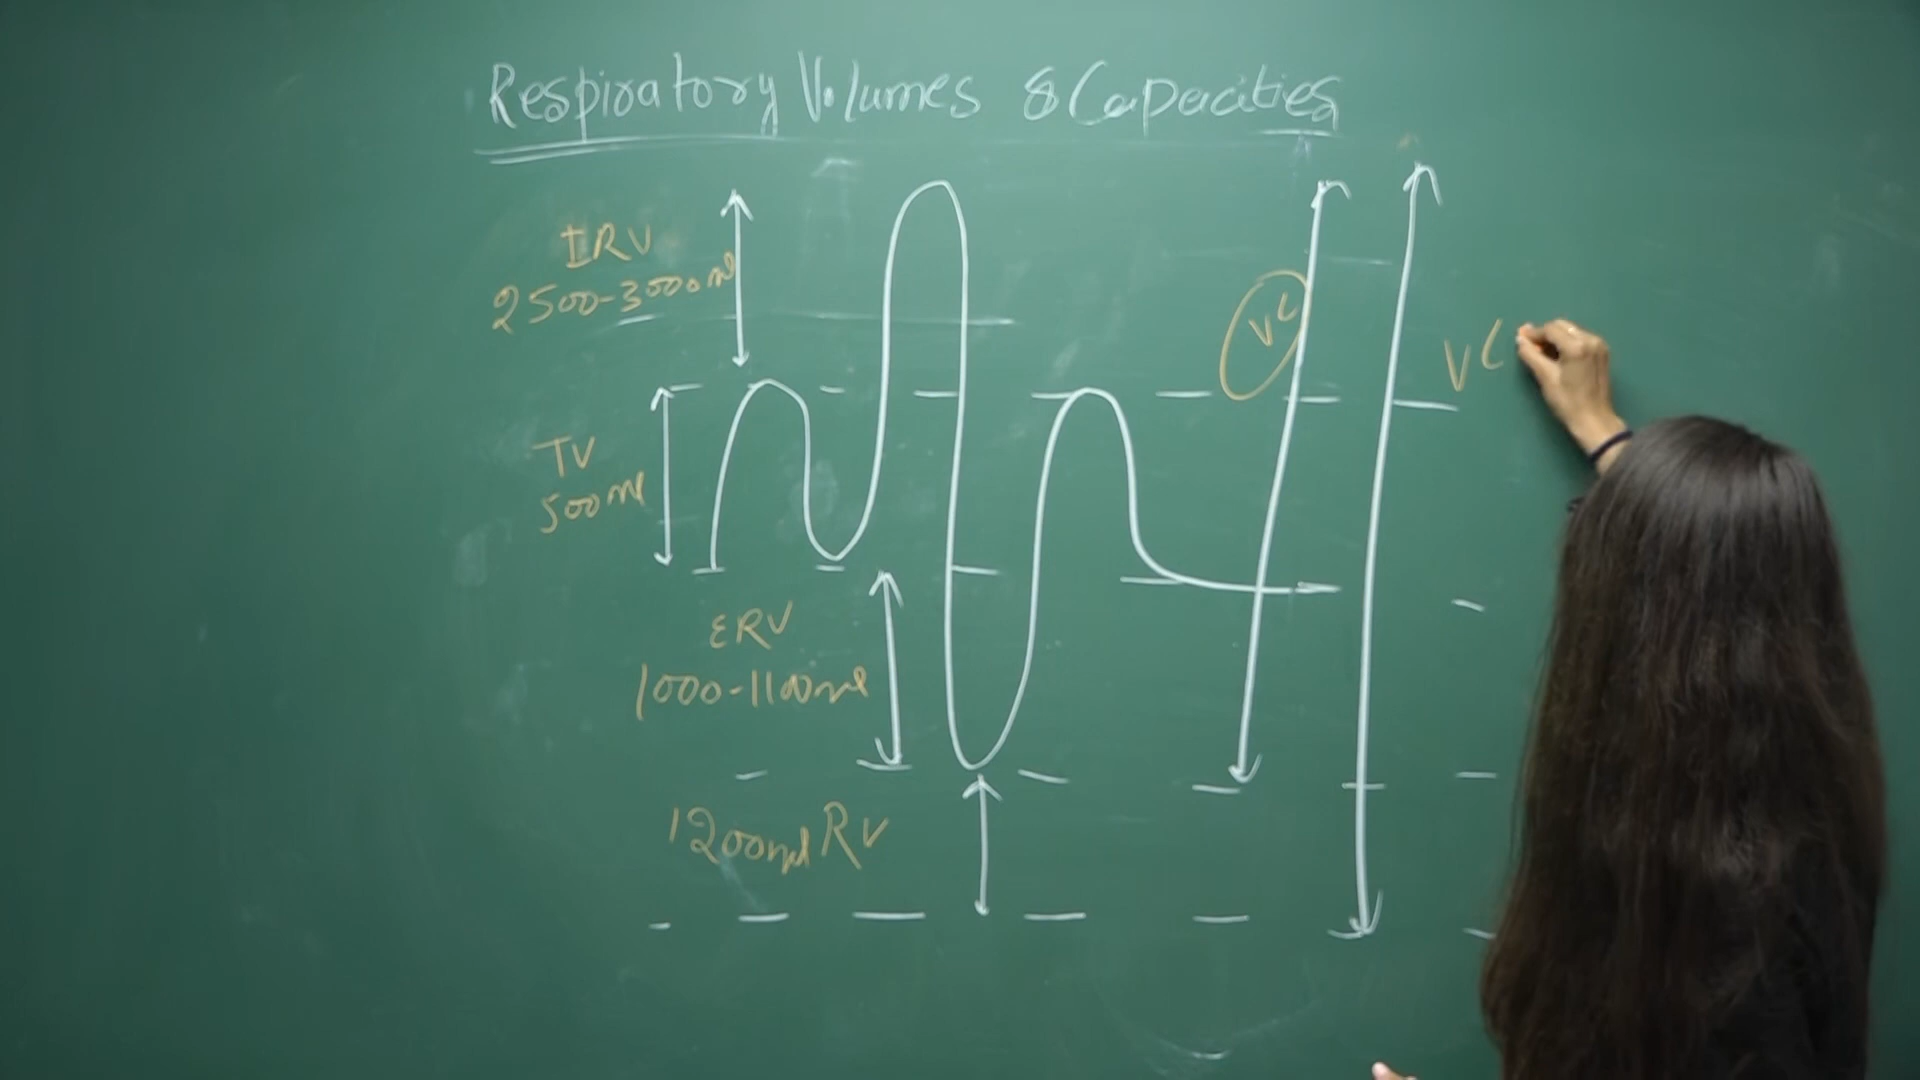 Respiratory Volumes & Capacities
IRV
2500-3000ml
VC
VC
TV
500ml
ERV
1000-1100ml
1200ml RV